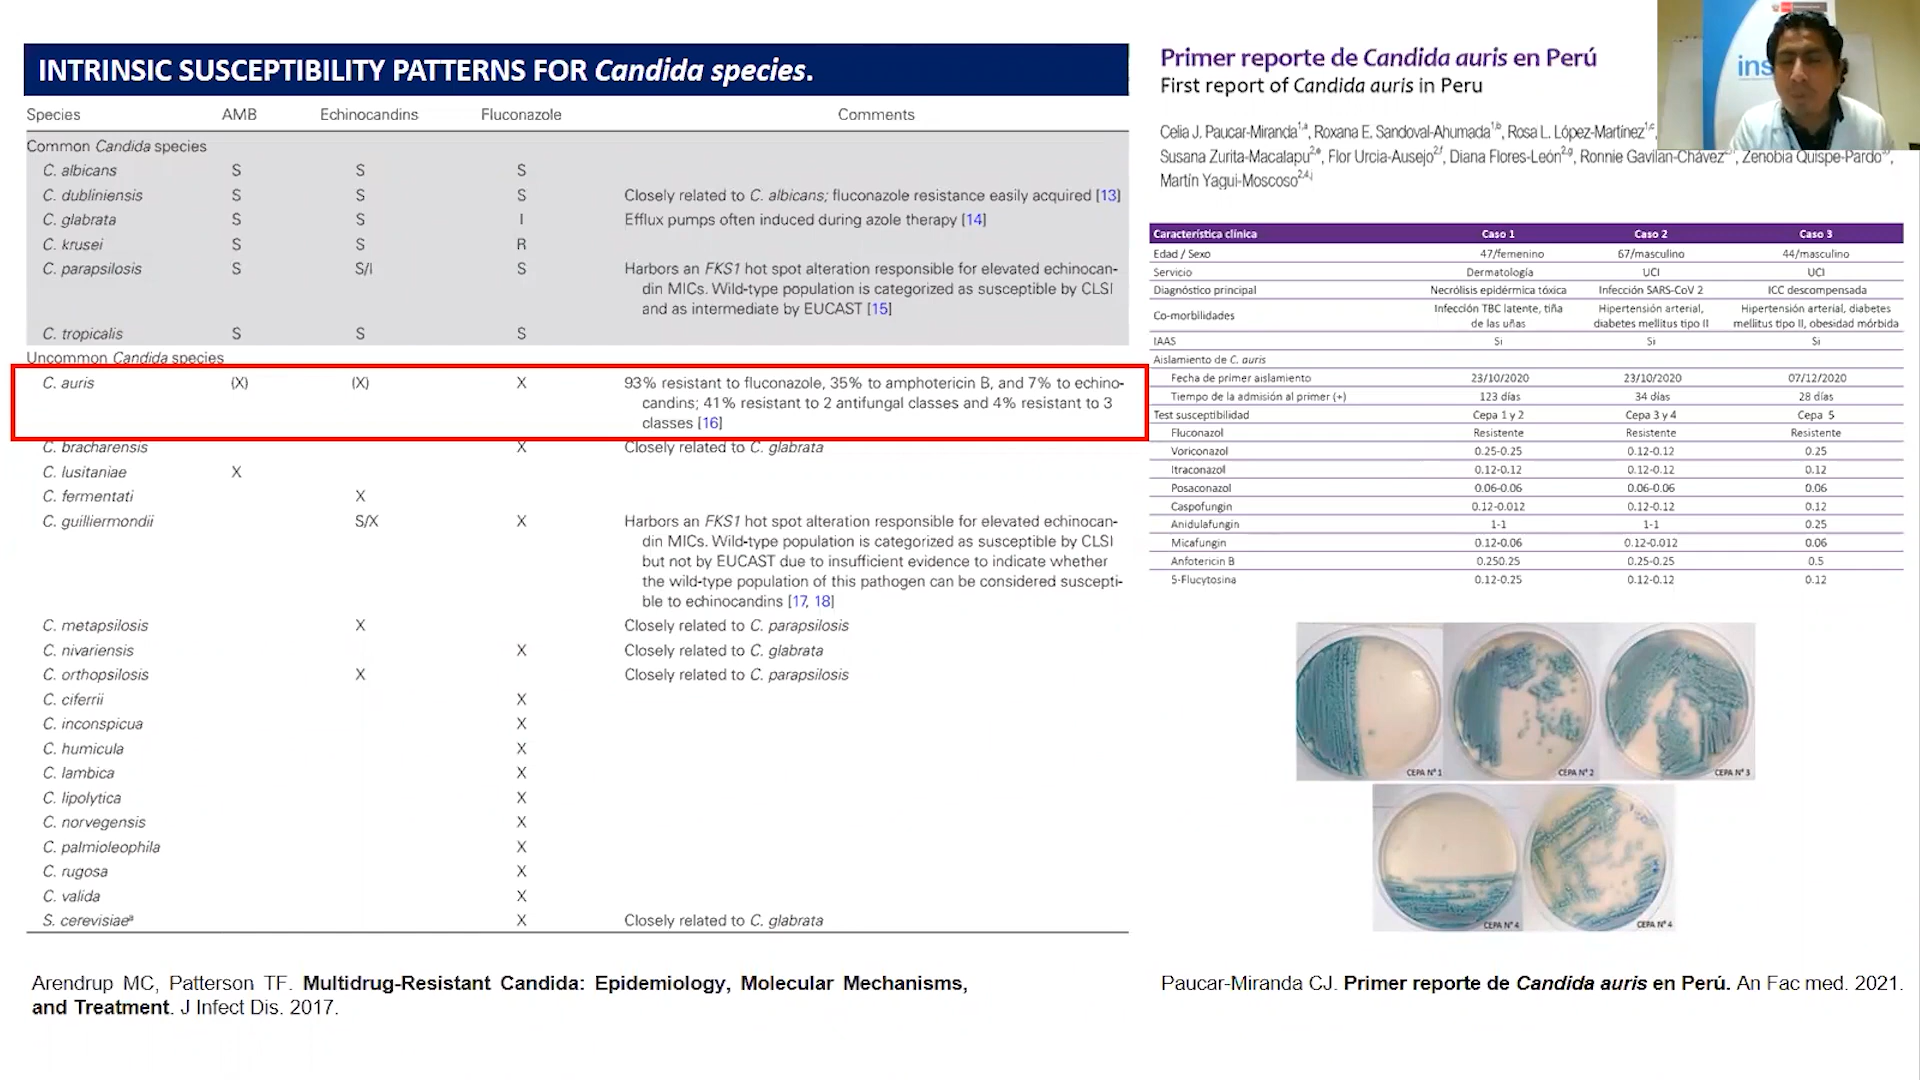 INTRINSIC SUSCEPTIBILITY PATTERNS FOR Candida species.
Species AMB Echinocandins Fluconazole Comments
Common Candida species
C. albicans S S S
C. dubliniensis S S S Closely related to C. albicans; fluconazole resistance easily acquired [13]
C. glabrata S S I Efflux pumps often induced during azole therapy [14]
C. krusei S S R
C. parapsilosis S S/I S Harbors an FKS1 hot spot alteration responsible for elevated echinocan-
din MICs. Wild-type population is categorized as susceptible by CLSI
and as intermediate by EUCAST [15]
C. tropicalis S S S
Uncommon Candida species
C. auris (X) (X) X 93% resistant to fluconazole, 35% to amphotericin B, and 7% to echino-
candins; 41% resistant to 2 antifungal classes and 4% resistant to 3
classes [16]
C. bracharensis X Closely related to C. glabrata
C. lusitaniae X
C. fermentati X
C. guilliermondii S/X X Harbors an FKS1 hot spot alteration responsible for elevated echinocan-
din MICs. Wild-type population is categorized as susceptible by CLSI
but not by EUCAST due to insufficient evidence to indicate whether
the wild-type population of this pathogen can be considered suscepti-
ble to echinocandins [17, 18]
C. metapsilosis X Closely related to C. parapsilosis
C. nivariensis X Closely related to C. glabrata
C. orthopsilosis X Closely related to C. parapsilosis
C. ciferrii X
C. inconspicua X
C. humicula X
C. lambica X
C. lipolytica X
C. norvegensis X
C. palmioleophila X
C. rugosa X
C. valida X
S. cerevisiaeª X Closely related to C. glabrata
Arendrup MC, Patterson TF. Multidrug-Resistant Candida: Epidemiology, Molecular Mechanisms,
and Treatment. J Infect Dis. 2017.
Primer reporte de Candida auris en Perú
First report of Candida auris in Peru
ins
Celia J. Paucar-Miranda, Roxana E. Sandoval-Ahumada, Rosa L. López-Martínez,
Susana Zurita-Macalapu, Flor Urcia-Ausejo, Diana Flores-León, Ronnie Gavilan-Chávez, Zenobia Quispe-Pardo,
Martín Yagui-Moscoso
Característica clínica Caso 1 Caso 2 Caso 3
Edad / Sexo 47/femenino 67/masculino 44/masculino
Servicio Dermatología UCI UCI
Diagnóstico principal Necrólisis epidérmica tóxica Infección SARS-CoV 2 ICC descompensada
Co-morbilidades Infección TBC latente, tiña de las uñas Hipertensión arterial, diabetes mellitus tipo II Hipertensión arterial, diabetes mellitus tipo II, obesidad mórbida
IAAS Si Si Si
Aislamiento de C. auris
Fecha de primer aislamiento 23/10/2020 23/10/2020 07/12/2020
Tiempo de la admisión al primer (+) 123 días 34 días 28 días
Test susceptibilidad Cepa 1 y 2 Cepa 3 y 4 Cepa 5
Fluconazol Resistente Resistente Resistente
Voriconazol 0.25-0.25 0.12-0.12 0.25
Itraconazol 0.12-0.12 0.12-0.12 0.12
Posaconazol 0.06-0.06 0.06-0.06 0.06
Caspofungin 0.12-0.012 0.12-0.12 0.12
Anidulafungin 1-1 1-1 0.25
Micafungin 0.12-0.06 0.12-0.012 0.06
Anfotericin B 0.250.25 0.25-0.25 0.5
5-Flucytosina 0.12-0.25 0.12-0.12 0.12
CEPA N° 1 CEPA N° 2 CEPA N° 3
CEPA N° 4 CEPA N° 4
Paucar-Miranda CJ. Primer reporte de Candida auris en Perú. An Fac med. 2021.